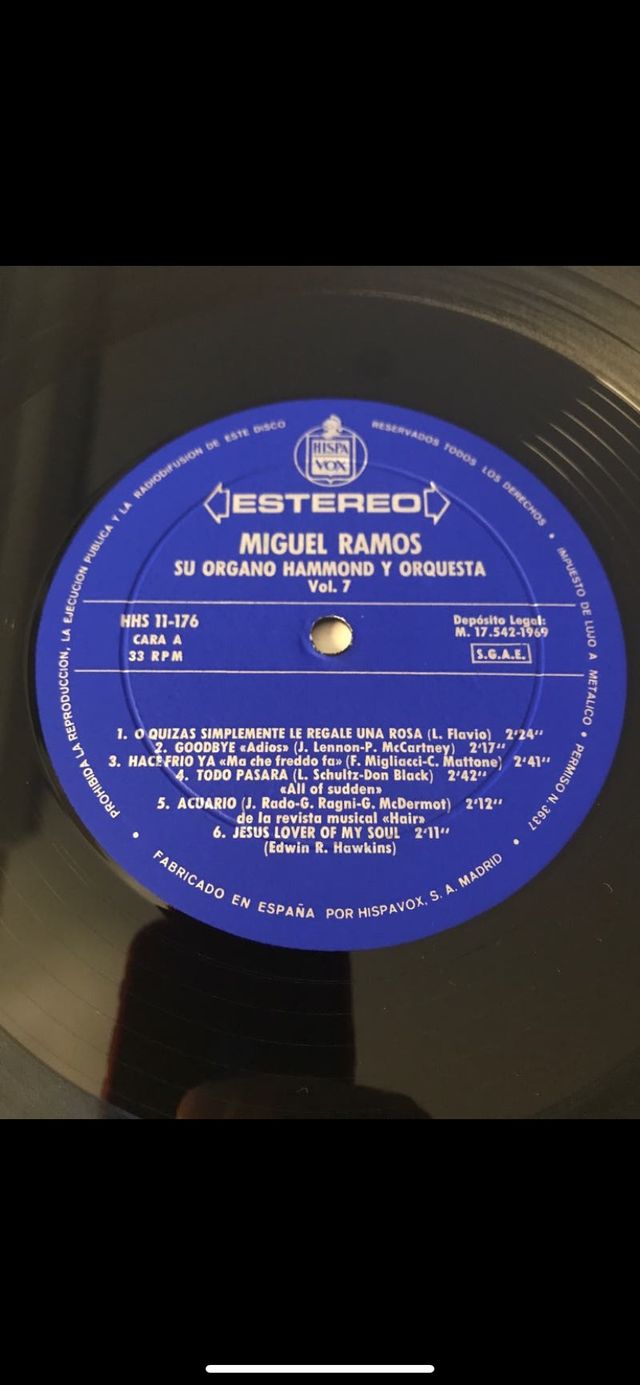 PROHIBIDA LA REPRODUCCION, LA EJECUCION PUBLICA Y LA RADIODIFUSION DE ESTE DISCO
RESERVADOS TODOS LOS DERECHOS • IMPUESTO DE LUJO A METALICO • PERMISO N 3637
HISPA
VOX
ESTEREO
MIGUEL RAMOS
SU ORGANO HAMMOND Y ORQUESTA
Vol. 7
HHS 11-176
CARA A
33 RPM
Depósito Legal:
M. 17.542-1969
S.G.A.E.
1. O QUIZAS SIMPLEMENTE LE REGALE UNA ROSA (L. Flavio) 2'24''
2. GOODBYE «Adios» (J. Lennon-P. McCartney) 2'17''
3. HACE FRIO YA «Ma che freddo fa» (F. Migliacci-C. Mattone) 2'41''
4. TODO PASARA (L. Schultz-Don Black) 2'42''
«All of sudden»
5. ACUARIO (J. Rado-G. Ragni-G. McDermot) 2'12''
de la revista musical «Hair»
6. JESUS LOVER OF MY SOUL 2'11''
(Edwin R. Hawkins)
• FABRICADO EN ESPAÑA POR HISPAVOX, S. A. MADRID •